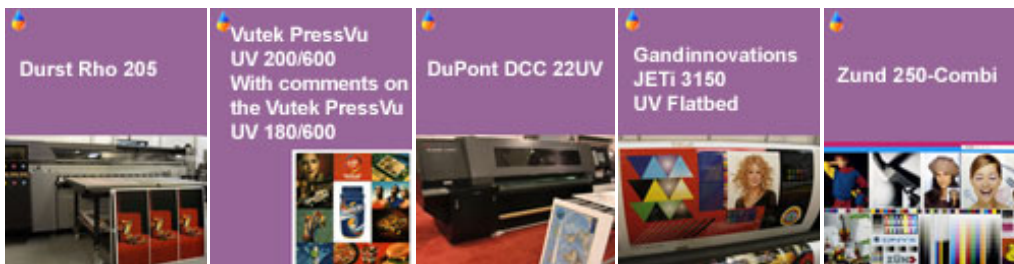 Durst Rho 205
Vutek PressVu
UV 200/600
With comments on
the Vutek PressVu
UV 180/600
DuPont DCC 22UV
Gandinnovations
JETi 3150
UV Flatbed
Zund 250-Combi